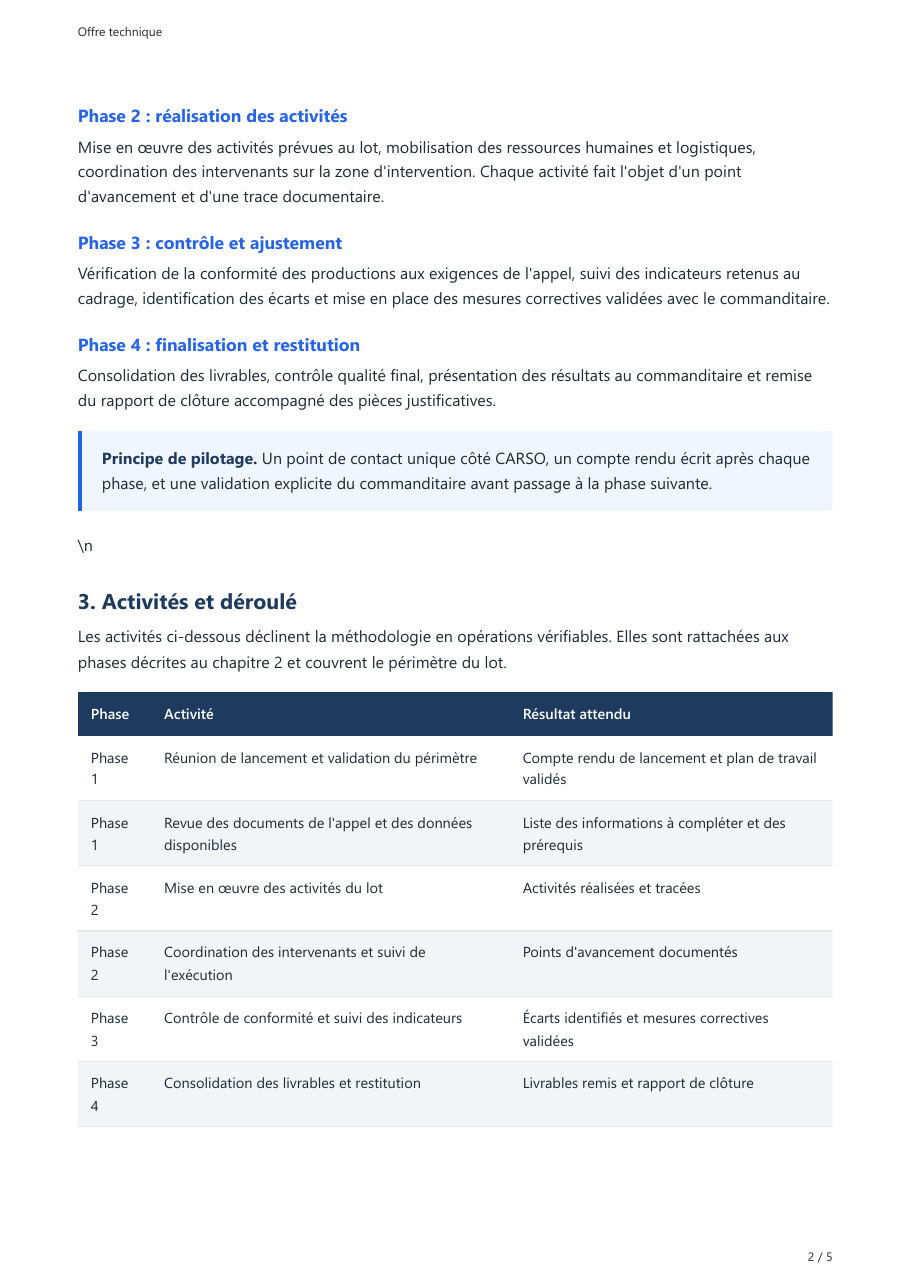 Offre technique
Phase 2 : réalisation des activités
Mise en œuvre des activités prévues au lot, mobilisation des ressources humaines et logistiques,
coordination des intervenants sur la zone d'intervention. Chaque activité fait l'objet d'un point
d'avancement et d'une trace documentaire.
Phase 3 : contrôle et ajustement
Vérification de la conformité des productions aux exigences de l'appel, suivi des indicateurs retenus au
cadrage, identification des écarts et mise en place des mesures correctives validées avec le commanditaire.
Phase 4 : finalisation et restitution
Consolidation des livrables, contrôle qualité final, présentation des résultats au commanditaire et remise
du rapport de clôture accompagné des pièces justificatives.
Principe de pilotage. Un point de contact unique côté CARSO, un compte rendu écrit après chaque
phase, et une validation explicite du commanditaire avant passage à la phase suivante.
\n
3. Activités et déroulé
Les activités ci-dessous déclinent la méthodologie en opérations vérifiables. Elles sont rattachées aux
phases décrites au chapitre 2 et couvrent le périmètre du lot.
Phase Activité Résultat attendu
Phase Réunion de lancement et validation du périmètre Compte rendu de lancement et plan de travail
1 validés
Phase Revue des documents de l'appel et des données Liste des informations à compléter et des
1 disponibles prérequis
Phase Mise en œuvre des activités du lot Activités réalisées et tracées
2
Phase Coordination des intervenants et suivi de Points d'avancement documentés
2 l'exécution
Phase Contrôle de conformité et suivi des indicateurs Écarts identifiés et mesures correctives
3 validées
Phase Consolidation des livrables et restitution Livrables remis et rapport de clôture
4
2 / 5